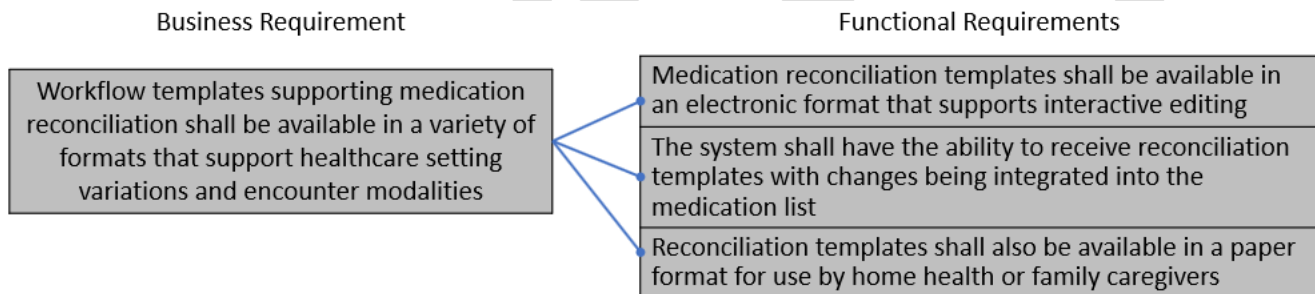 Business Requirement
Functional Requirements
Workflow templates supporting medication
reconciliation shall be available in a variety of
formats that support healthcare setting
variations and encounter modalities
Medication reconciliation templates shall be available in
an electronic format that supports interactive editing
The system shall have the ability to receive reconciliation
templates with changes being integrated into the
medication list
Reconciliation templates shall also be available in a paper
format for use by home health or family caregivers